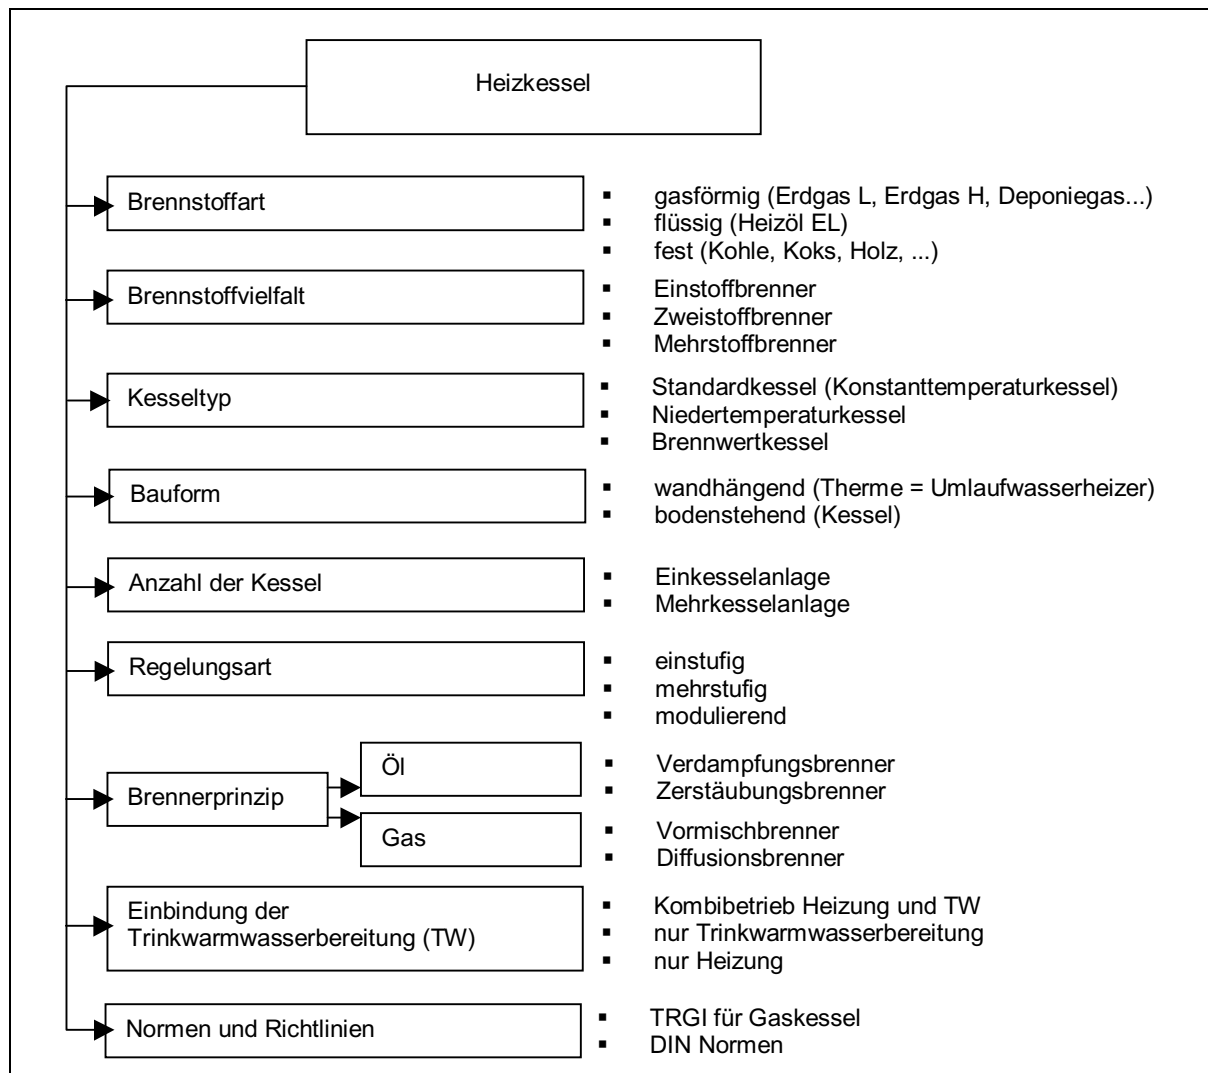 Heizkessel
Brennstoffart
▪ gasförmig (Erdgas L, Erdgas H, Deponiegas...)
▪ flüssig (Heizöl EL)
▪ fest (Kohle, Koks, Holz, ...)
Brennstoffvielfalt
▪ Einstoffbrenner
▪ Zweistoffbrenner
▪ Mehrstoffbrenner
Kesseltyp
▪ Standardkessel (Konstanttemperaturkessel)
▪ Niedertemperaturkessel
▪ Brennwertkessel
Bauform
▪ wandhängend (Therme = Umlaufwasserheizer)
▪ bodenstehend (Kessel)
Anzahl der Kessel
▪ Einkesselanlage
▪ Mehrkesselanlage
Regelungsart
▪ einstufig
▪ mehrstufig
▪ modulierend
Brennerprinzip
Öl
▪ Verdampfungsbrenner
▪ Zerstäubungsbrenner
Gas
▪ Vormischbrenner
▪ Diffusionsbrenner
Einbindung der
Trinkwarmwasserbereitung (TW)
▪ Kombibetrieb Heizung und TW
▪ nur Trinkwarmwasserbereitung
▪ nur Heizung
Normen und Richtlinien
▪ TRGI für Gaskessel
▪ DIN Normen